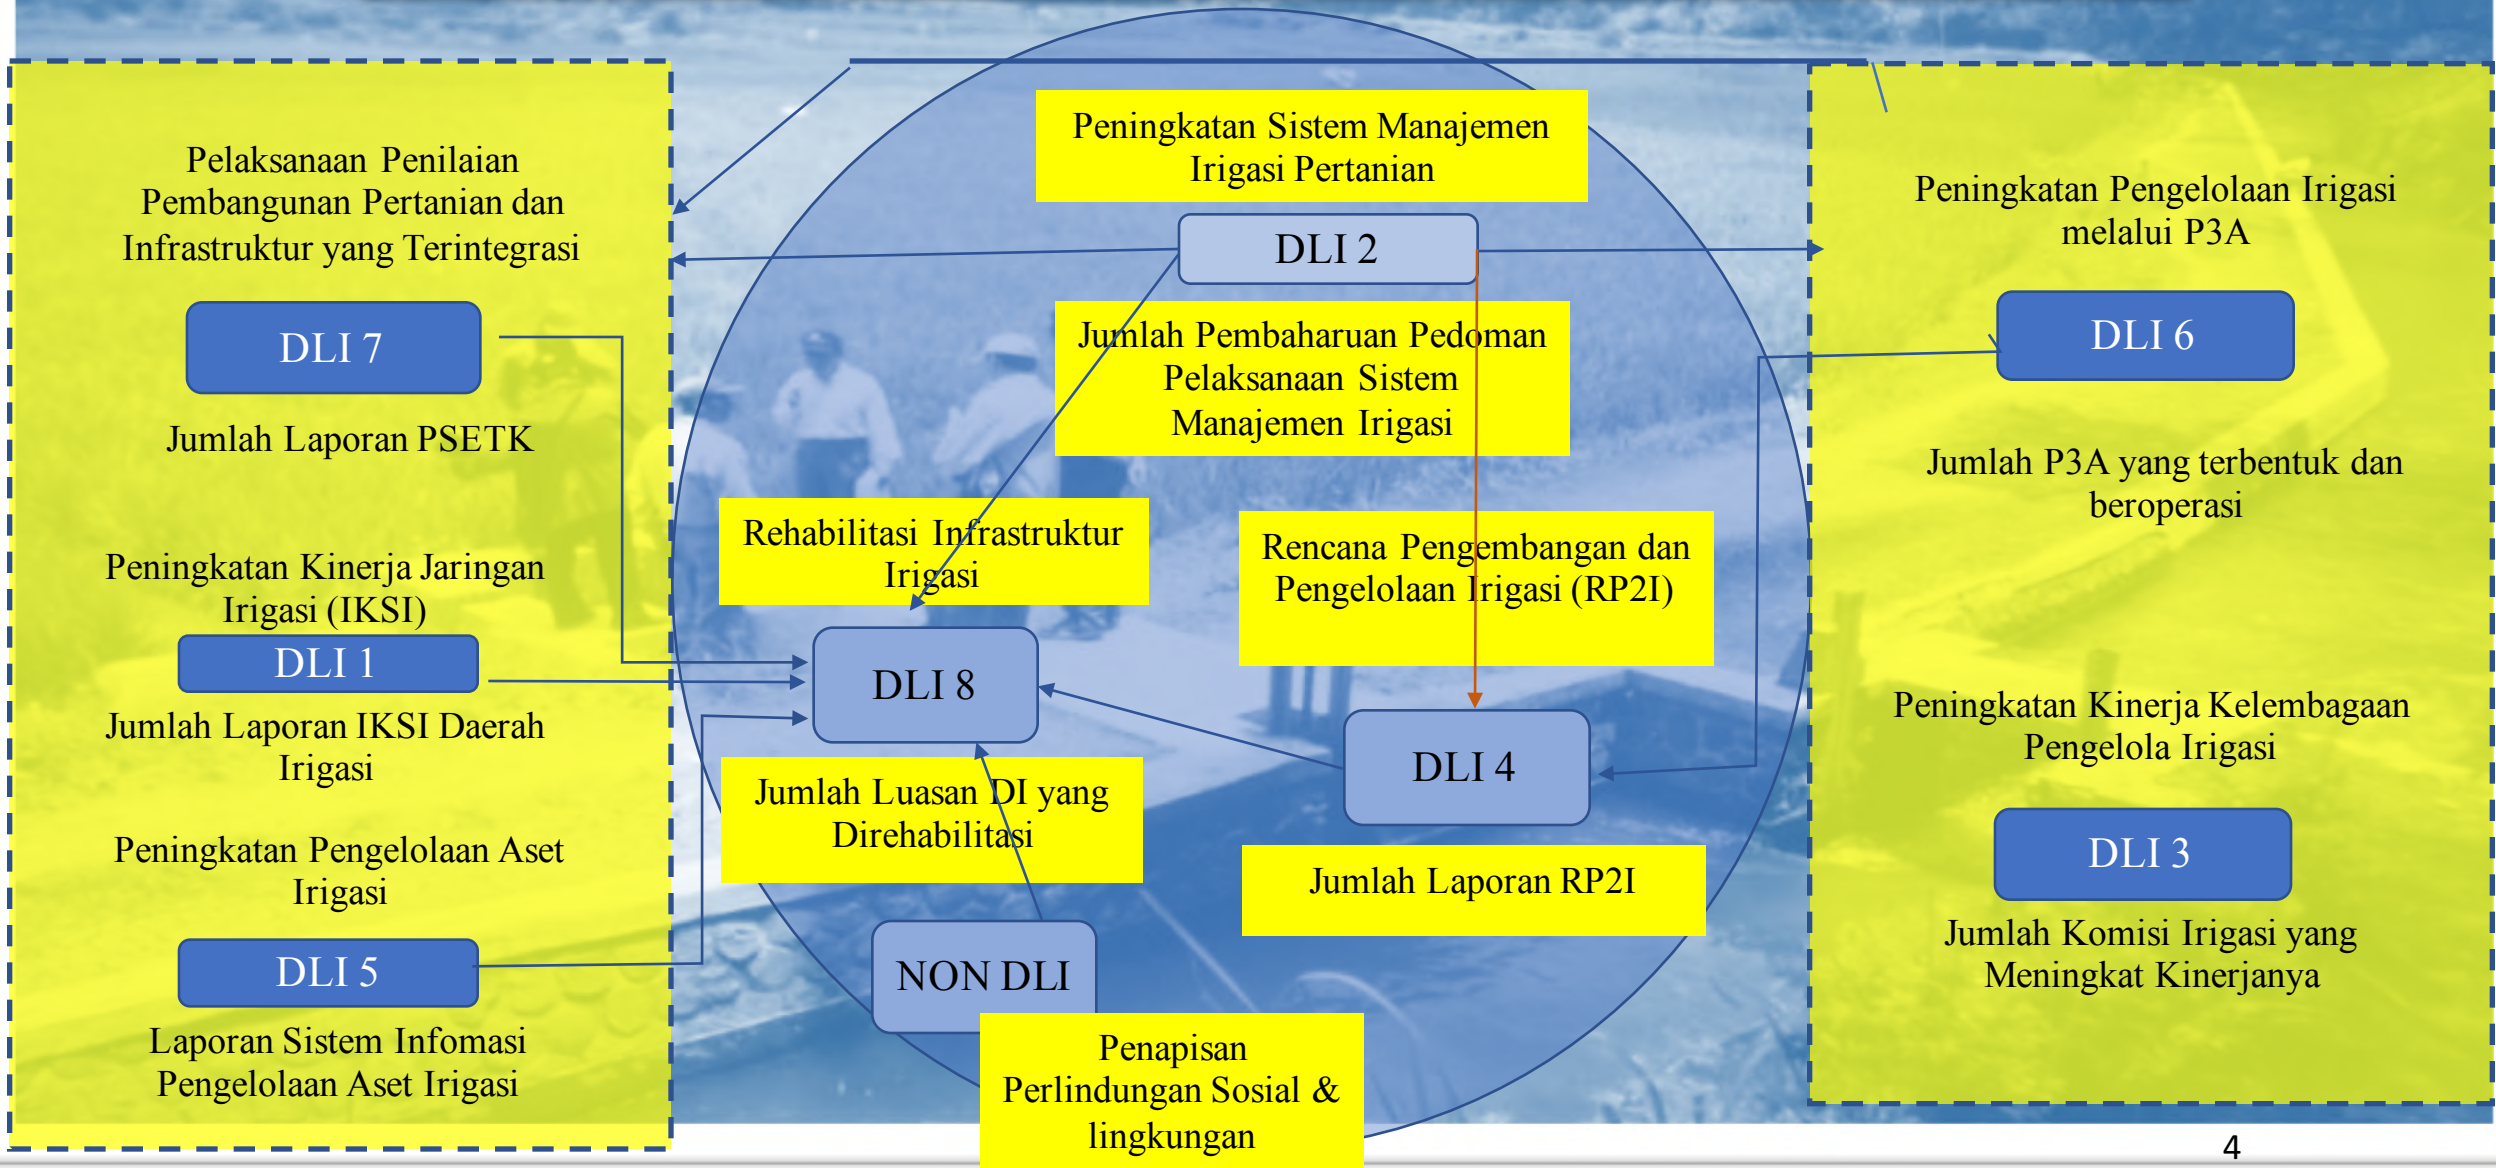 Pelaksanaan Penilaian
Pembangunan Pertanian dan
Infrastruktur yang Terintegrasi
DLI 7
Jumlah Laporan PSETK
Peningkatan Kinerja Jaringan
Irigasi (IKSI)
DLI 1
Jumlah Laporan IKSI Daerah
Irigasi
Peningkatan Pengelolaan Aset
Irigasi
DLI 5
Laporan Sistem Infomasi
Pengelolaan Aset Irigasi
Peningkatan Sistem Manajemen
Irigasi Pertanian
DLI 2
Jumlah Pembaharuan Pedoman
Pelaksanaan Sistem
Manajemen Irigasi
Rehabilitasi Infrastruktur
Irigasi
DLI 8
Jumlah Luasan DI yang
Direhabilitasi
NON DLI
Penapisan
Perlindungan Sosial &
lingkungan
Rencana Pengembangan dan
Pengelolaan Irigasi (RP2I)
DLI 4
Jumlah Laporan RP2I
Peningkatan Pengelolaan Irigasi
melalui P3A
DLI 6
Jumlah P3A yang terbentuk dan
beroperasi
Peningkatan Kinerja Kelembagaan
Pengelola Irigasi
DLI 3
Jumlah Komisi Irigasi yang
Meningkat Kinerjanya
4